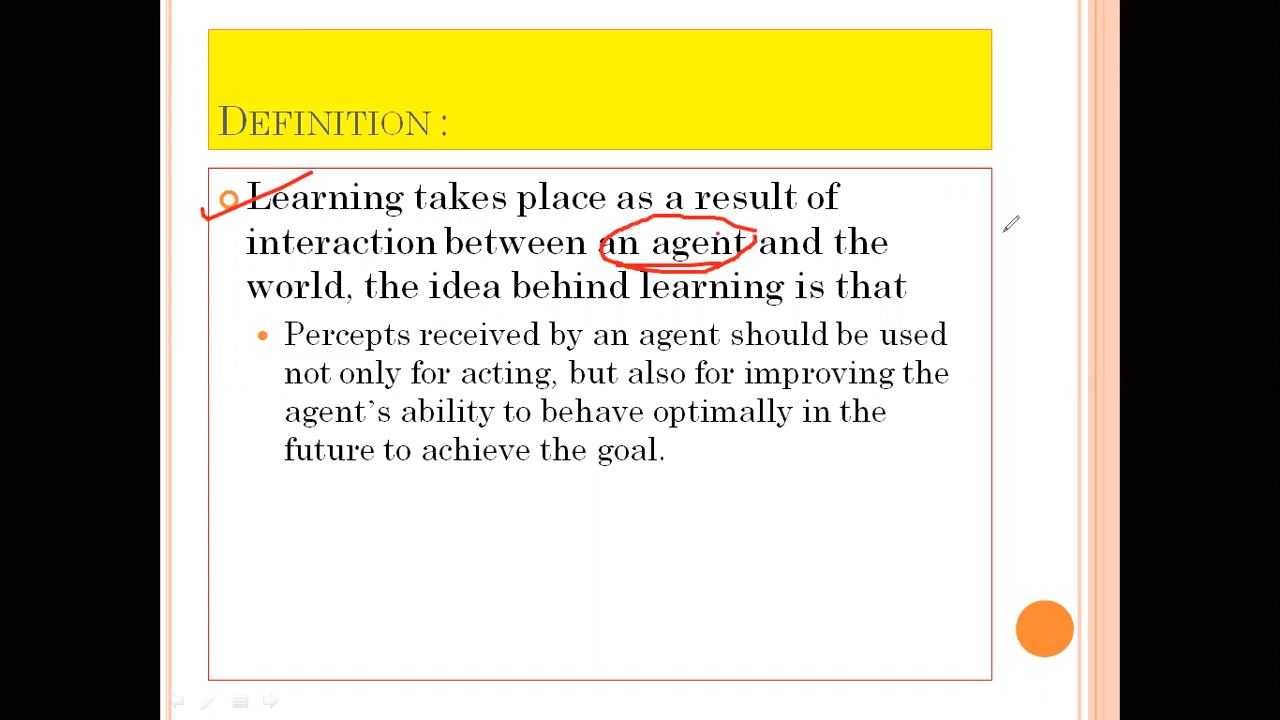 DEFINITION :
Learning takes place as a result of
interaction between an agent and the
world, the idea behind learning is that
Percepts received by an agent should be used
not only for acting, but also for improving the
agent's ability to behave optimally in the
future to achieve the goal.